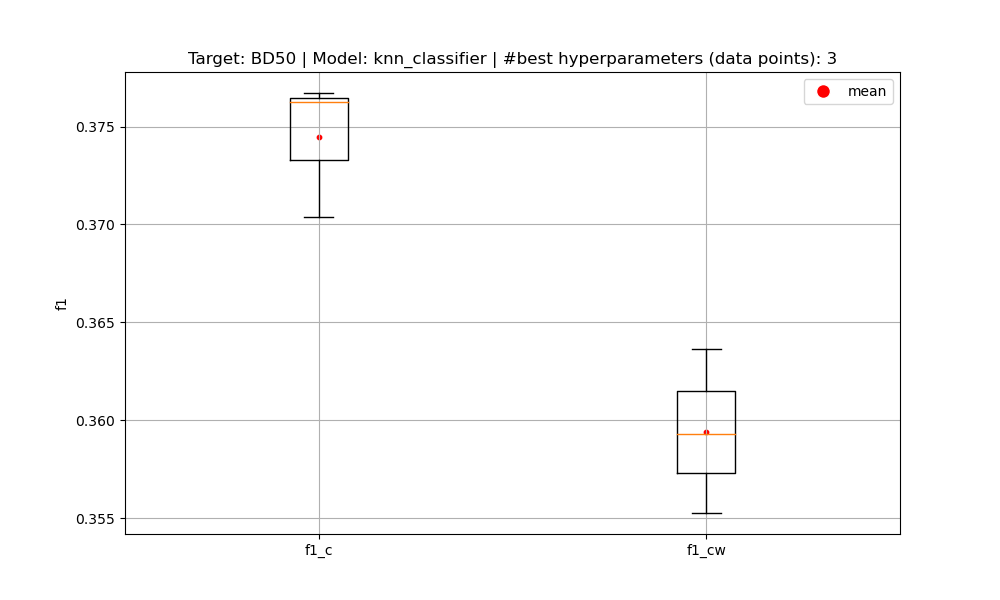 Target: BD50 | Model: knn_classifier | #best hyperparameters (data points): 3
mean
0.375
0.370
0.365
0.360
0.355
f1
f1_c
f1_cw